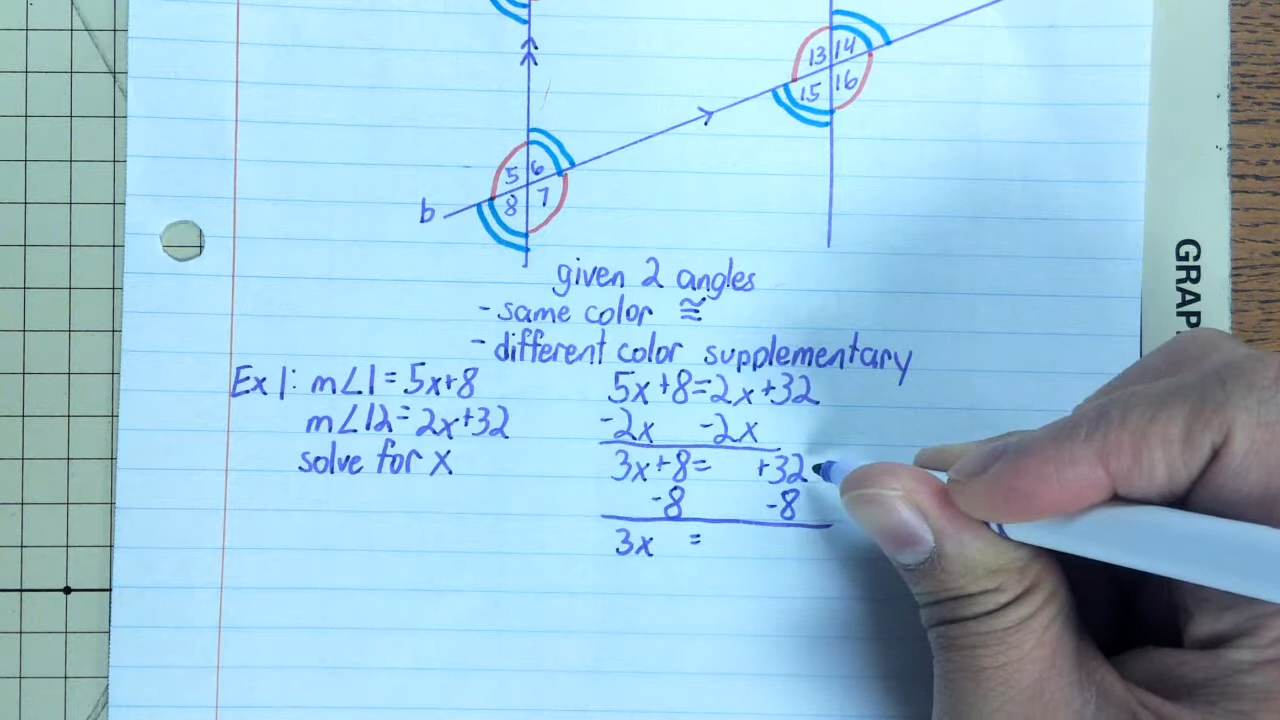 13 14
15 16
5 6
8 7
b
given 2 angles
- same color ≅
- different color supplementary
Ex 1: m∠1=5x+8
m∠12=2x+32
solve for x
5x+8=2x+32
-2x -2x
3x+8= +32
-8 -8
3x =
GRAP